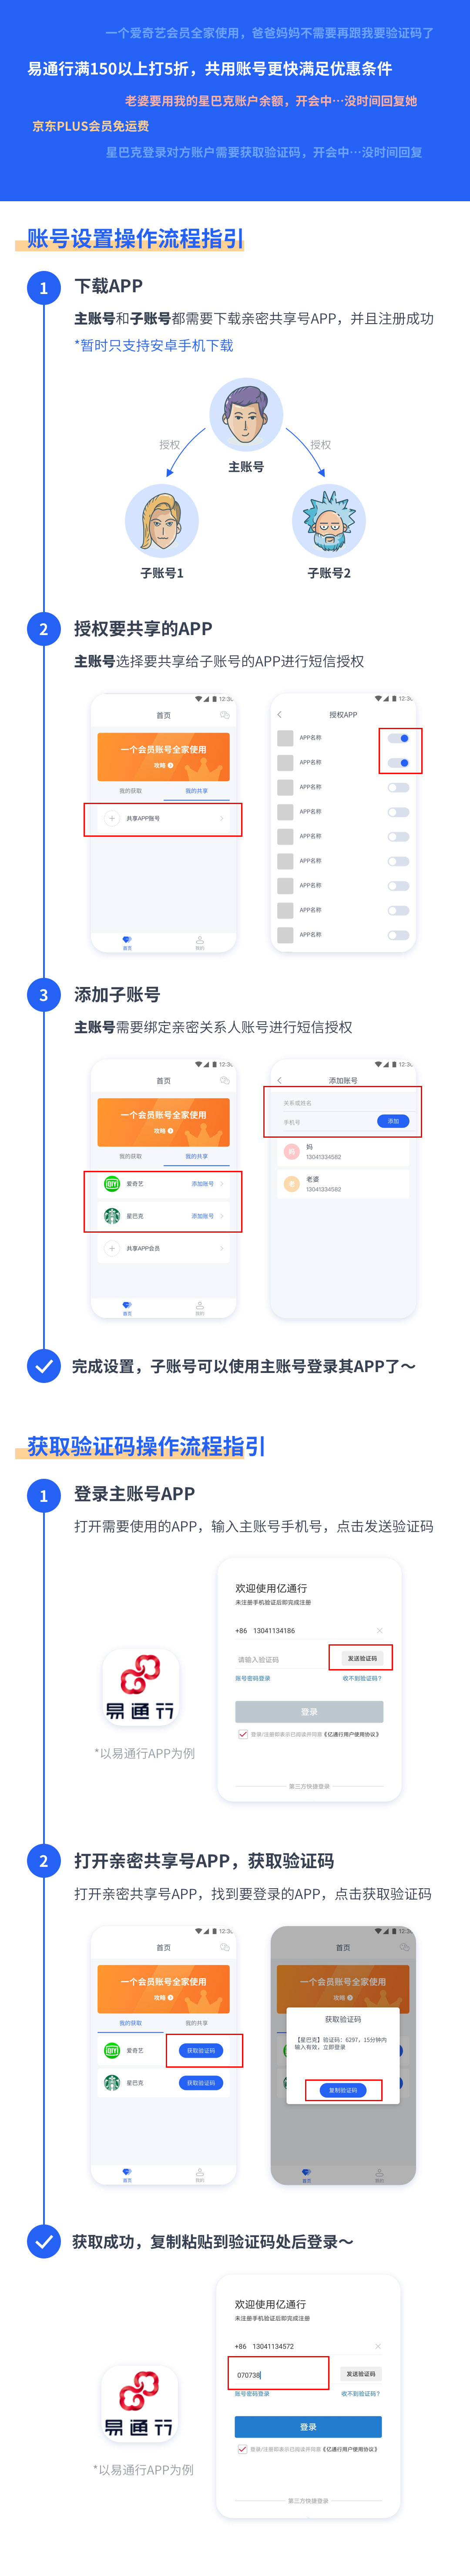 一个爱奇艺会员全家使用，爸爸妈妈不需要再跟我要验证码了
易通行满150以上打5折，共用账号更快满足优惠条件
老婆要用我的星巴克账户余额，开会中…没时间回复她
京东PLUS会员免运费
星巴克登录对方账户需要获取验证码，开会中…没时间回复
账号设置操作流程指引
1
下载APP
主账号和子账号都需要下载亲密共享号APP，并且注册成功
*暂时只支持安卓手机下载
授权
授权
主账号
子账号1
子账号2
2
授权要共享的APP
主账号选择要共享给子账号的APP进行短信授权
12:30
首页
一个会员账号全家使用
攻略
我的获取
我的共享
共享APP账号
首页
我的
12:30
授权APP
APP名称
APP名称
APP名称
APP名称
APP名称
APP名称
APP名称
APP名称
APP名称
3
添加子账号
主账号需要绑定亲密关系人账号进行短信授权
12:30
首页
一个会员账号全家使用
攻略
我的获取
我的共享
iQIYI
爱奇艺
添加账号
星巴克
添加账号
共享APP会员
首页
我的
12:30
添加账号
关系或姓名
手机号
添加
妈
妈
13041334582
老
老婆
13041334582
完成设置，子账号可以使用主账号登录其APP了～
获取验证码操作流程指引
1
登录主账号APP
打开需要使用的APP，输入主账号手机号，点击发送验证码
欢迎使用亿通行
未注册手机验证后即完成注册
+86 13041134186
请输入验证码
发送验证码
账号密码登录
收不到验证码?
登录
登录/注册即表示已阅读并同意《亿通行用户使用协议》
第三方快捷登录
易通行
*以易通行APP为例
2
打开亲密共享号APP，获取验证码
打开亲密共享号APP，找到要登录的APP，点击获取验证码
12:30
首页
一个会员账号全家使用
攻略
我的获取
我的共享
iQIYI
爱奇艺
获取验证码
星巴克
获取验证码
首页
我的
12:30
首页
一个会员账号全家使用
攻略
获取验证码
【星巴克】验证码：6297，15分钟内
输入有效，立即登录
复制验证码
首页
我的
获取成功，复制粘贴到验证码处后登录～
欢迎使用亿通行
未注册手机验证后即完成注册
+86 13041134572
070738
发送验证码
账号密码登录
收不到验证码?
登录
登录/注册即表示已阅读并同意《亿通行用户使用协议》
第三方快捷登录
易通行
*以易通行APP为例